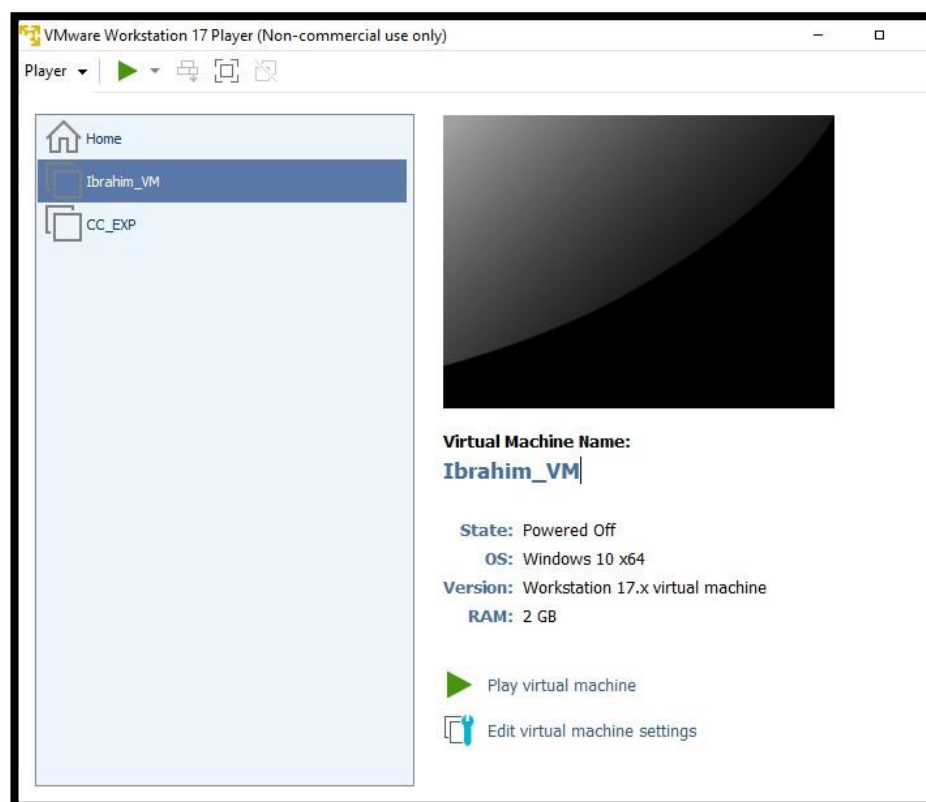 VMware Workstation 17 Player (Non-commercial use only)
Player
Home
Ibrahim_VM
CC_EXP
Virtual Machine Name:
Ibrahim_VM
State: Powered Off
OS: Windows 10 x64
Version: Workstation 17.x virtual machine
RAM: 2 GB
Play virtual machine
Edit virtual machine settings